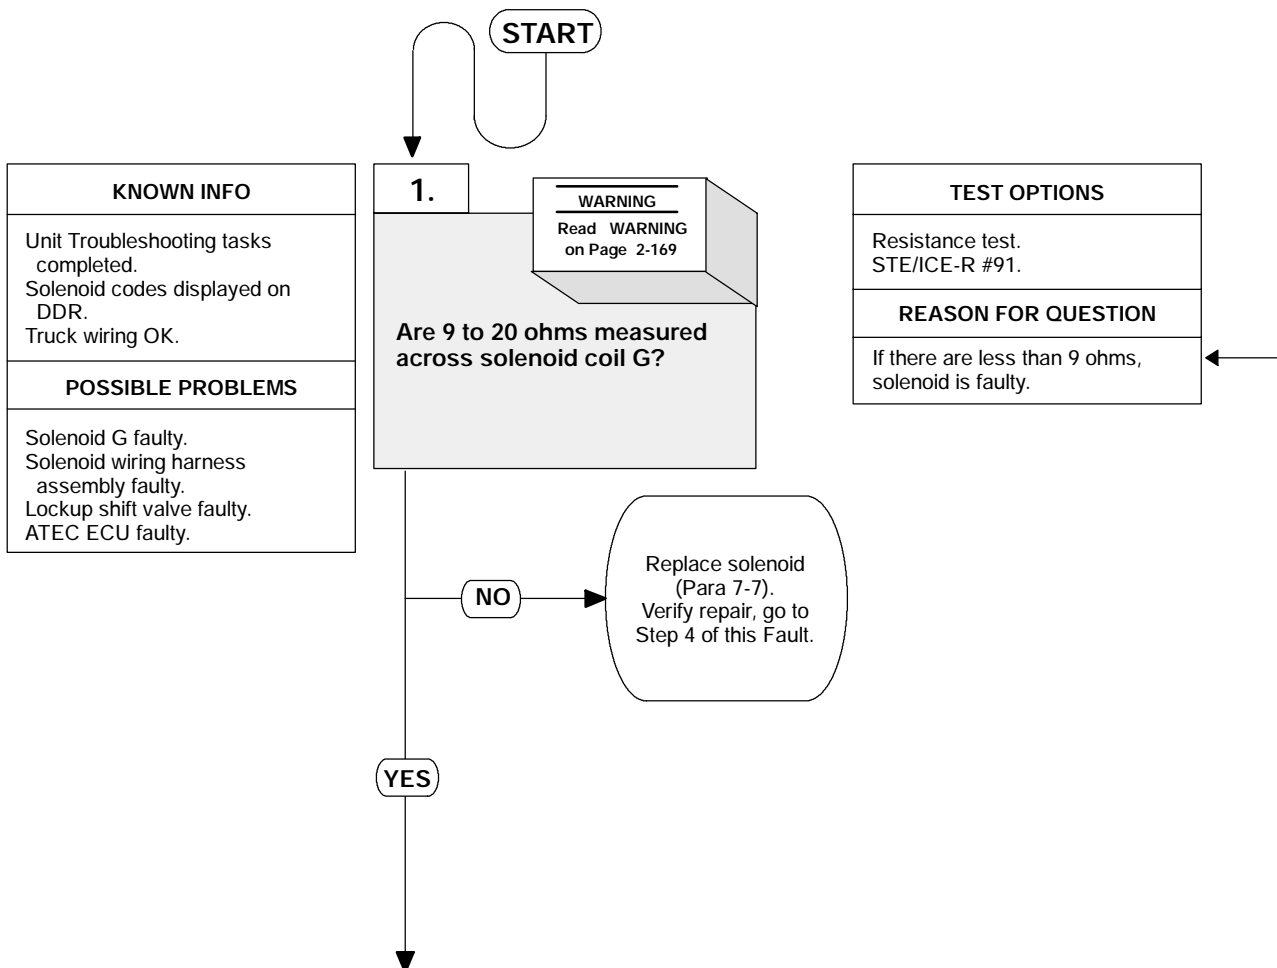 START
KNOWN INFO
Unit Troubleshooting tasks
completed.
Solenoid codes displayed on
DDR.
Truck wiring OK.
POSSIBLE PROBLEMS
Solenoid G faulty.
Solenoid wiring harness
assembly faulty.
Lockup shift valve faulty.
ATEC ECU faulty.
1.
WARNING
Read WARNING
on Page 2-169
Are 9 to 20 ohms measured
across solenoid coil G?
TEST OPTIONS
Resistance test.
STE/ICE-R #91.
REASON FOR QUESTION
If there are less than 9 ohms,
solenoid is faulty.
NO
Replace solenoid
(Para 7-7).
Verify repair, go to
Step 4 of this Fault.
YES